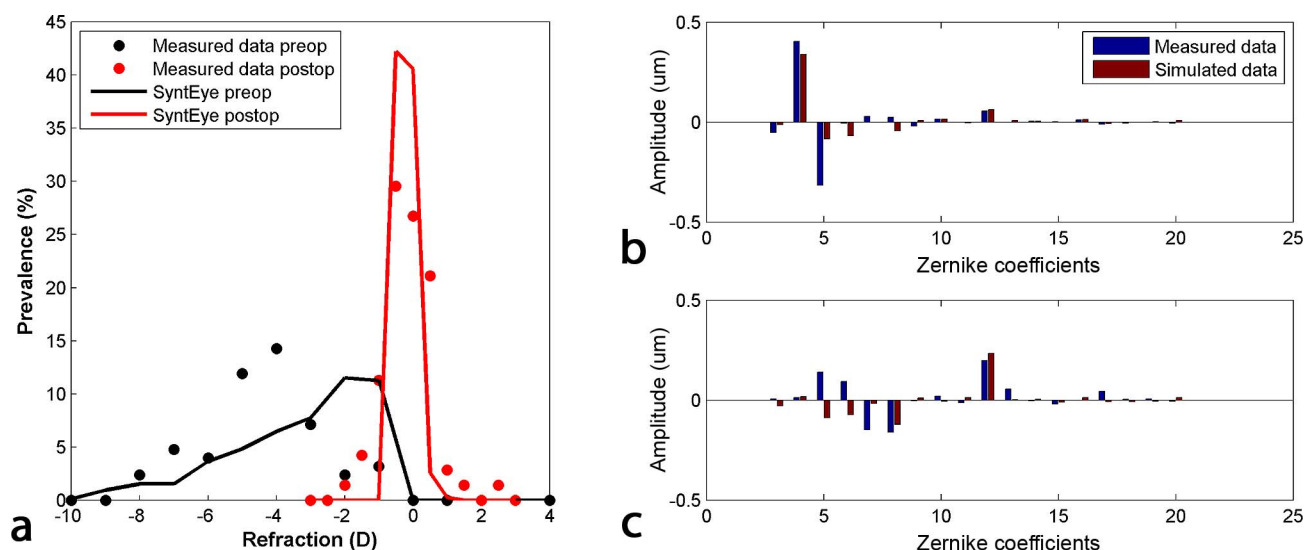 45
40
35
30
25
20
15
10
5
0
Prevalence (%)
Measured data preop
Measured data postop
SyntEye preop
SyntEye postop
-10 -8 -6 -4 -2 0 2 4
Refraction (D)
a
0.5
0
-0.5
Amplitude (um)
Measured data
Simulated data
0 5 10 15 20 25
Zernike coefficients
b
0.5
0
-0.5
Amplitude (um)
0 5 10 15 20 25
Zernike coefficients
c